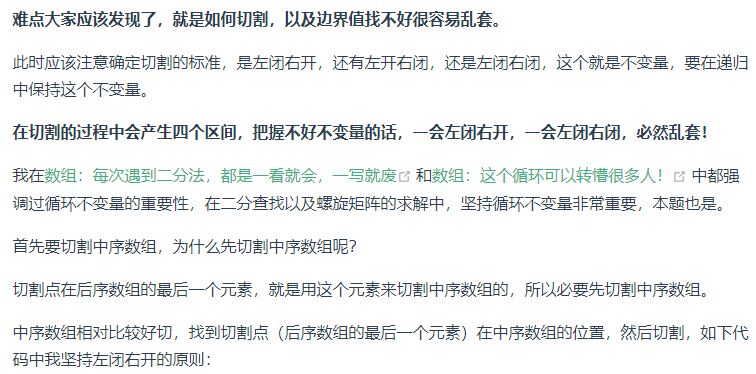 难点大家应该发现了，就是如何切割，以及边界值找不好很容易乱套。
此时应该注意确定切割的标准，是左闭右开，还有左开右闭，还是左闭右闭，这个就是不变量，要在递归
中保持这个不变量。
在切割的过程中会产生四个区间，把握不好不变量的话，一会左闭右开，一会左闭右闭，必然乱套！
我在数组：每次遇到二分法，都是一看就会，一写就废 和数组：这个循环可以转懵很多人！ 中都强
调过循环不变量的重要性，在二分查找以及螺旋矩阵的求解中，坚持循环不变量非常重要，本题也是。
首先要切割中序数组，为什么先切割中序数组呢？
切割点在后序数组的最后一个元素，就是用这个元素来切割中序数组的，所以必要先切割中序数组。
中序数组相对比较好切，找到切割点（后序数组的最后一个元素）在中序数组的位置，然后切割，如下代
码中我坚持左闭右开的原则：